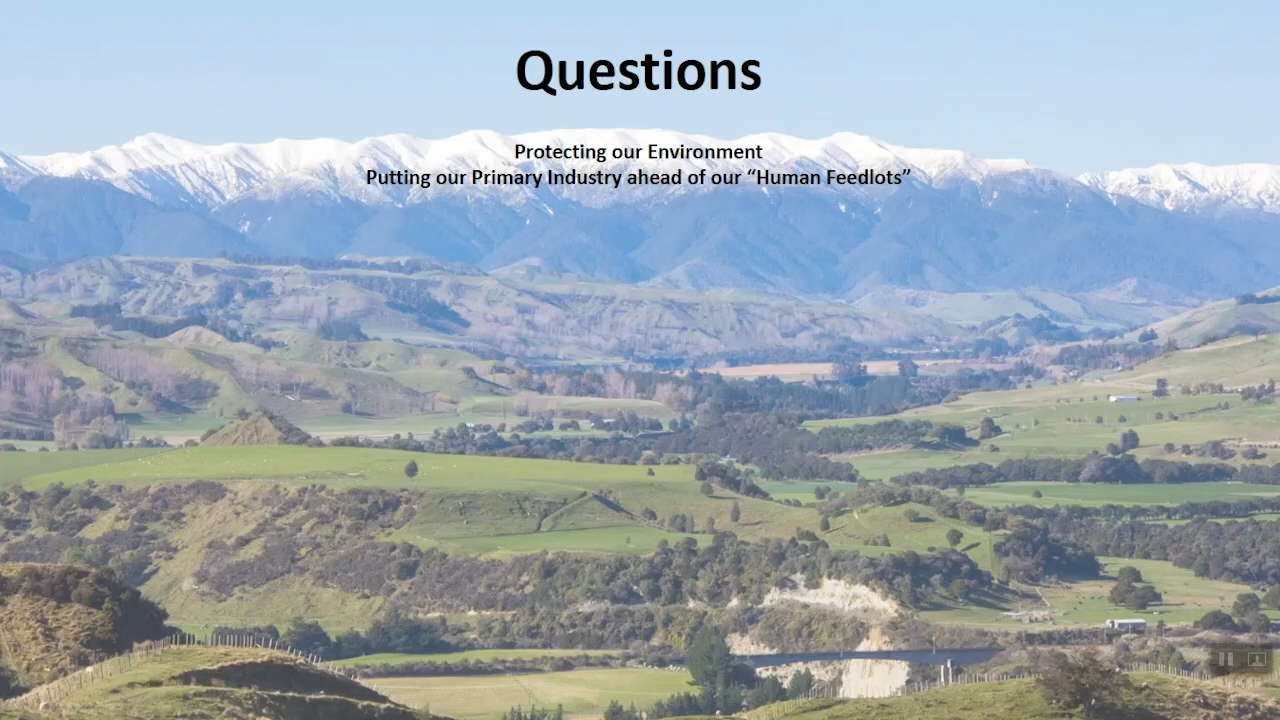 Questions
Protecting our Environment
Putting our Primary Industry ahead of our “Human Feedlots”